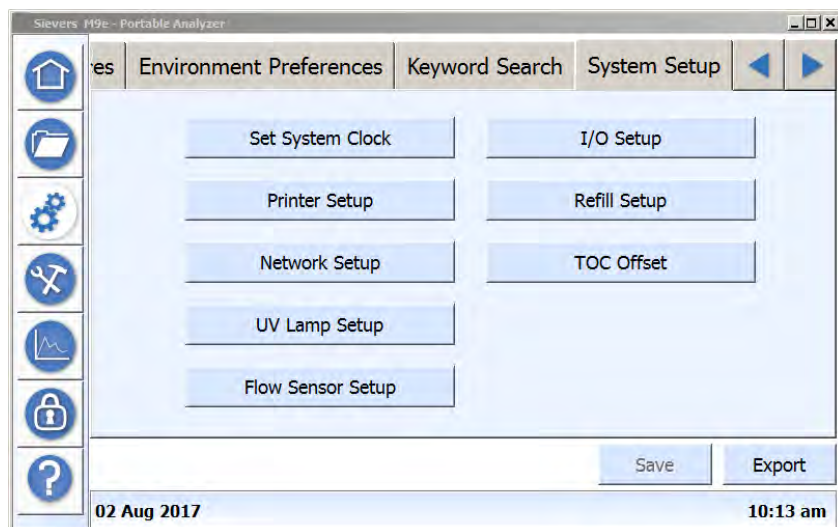 Sievers M9e - Portable Analyzer
es Environment Preferences Keyword Search System Setup
Set System Clock I/O Setup
Printer Setup Refill Setup
Network Setup TOC Offset
UV Lamp Setup
Flow Sensor Setup
Save Export
?
02 Aug 2017 10:13 am